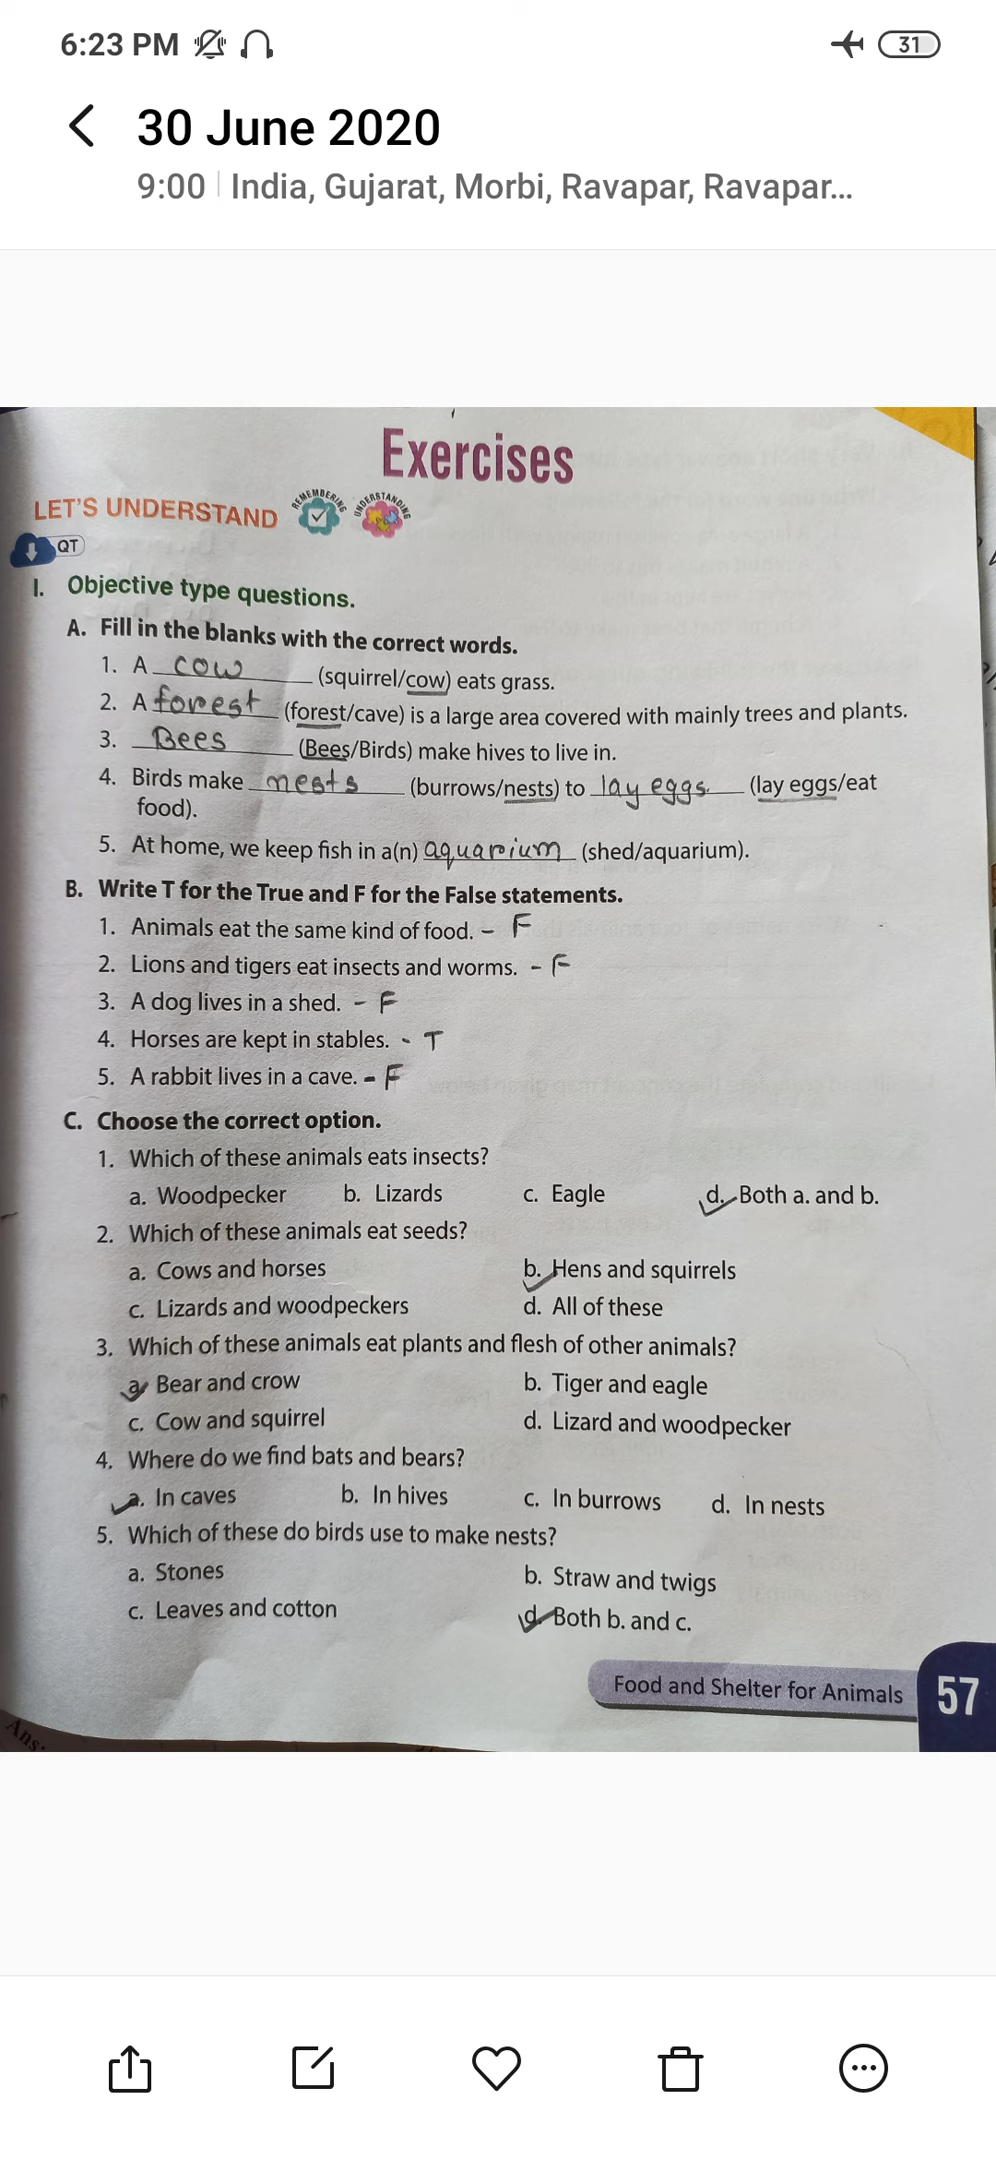 6:23 PM
31
30 June 2020
9:00 | India, Gujarat, Morbi, Ravapar, Ravapar...
Exercises
LET'S UNDERSTAND
REMEMBERING
UNDERSTANDING
QT
I. Objective type questions.
A. Fill in the blanks with the correct words.
1. A cow (squirrel/cow) eats grass.
2. A forest (forest/cave) is a large area covered with mainly trees and plants.
3. Bees (Bees/Birds) make hives to live in.
4. Birds make nests (burrows/nests) to lay eggs. (lay eggs/eat
food).
5. At home, we keep fish in a(n) aquarium (shed/aquarium).
B. Write T for the True and F for the False statements.
1. Animals eat the same kind of food. - F
2. Lions and tigers eat insects and worms. - F
3. A dog lives in a shed. - F
4. Horses are kept in stables. - T
5. A rabbit lives in a cave. - F
C. Choose the correct option.
1. Which of these animals eats insects?
a. Woodpecker b. Lizards c. Eagle d. Both a. and b.
2. Which of these animals eat seeds?
a. Cows and horses b. Hens and squirrels
c. Lizards and woodpeckers d. All of these
3. Which of these animals eat plants and flesh of other animals?
a. Bear and crow b. Tiger and eagle
c. Cow and squirrel d. Lizard and woodpecker
4. Where do we find bats and bears?
a. In caves b. In hives c. In burrows d. In nests
5. Which of these do birds use to make nests?
a. Stones b. Straw and twigs
c. Leaves and cotton d. Both b. and c.
Food and Shelter for Animals 57
Ans.